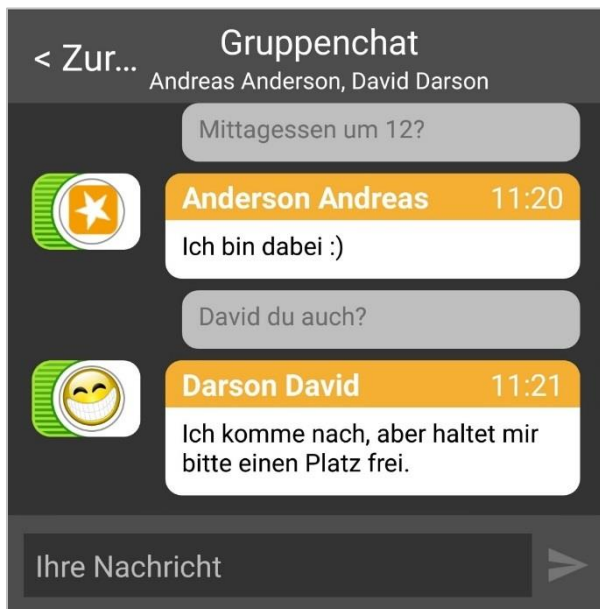 < Zur...
Gruppenchat
Andreas Anderson, David Darson
Mittagessen um 12?
Anderson Andreas 11:20
Ich bin dabei :)
David du auch?
Darson David 11:21
Ich komme nach, aber haltet mir
bitte einen Platz frei.
Ihre Nachricht